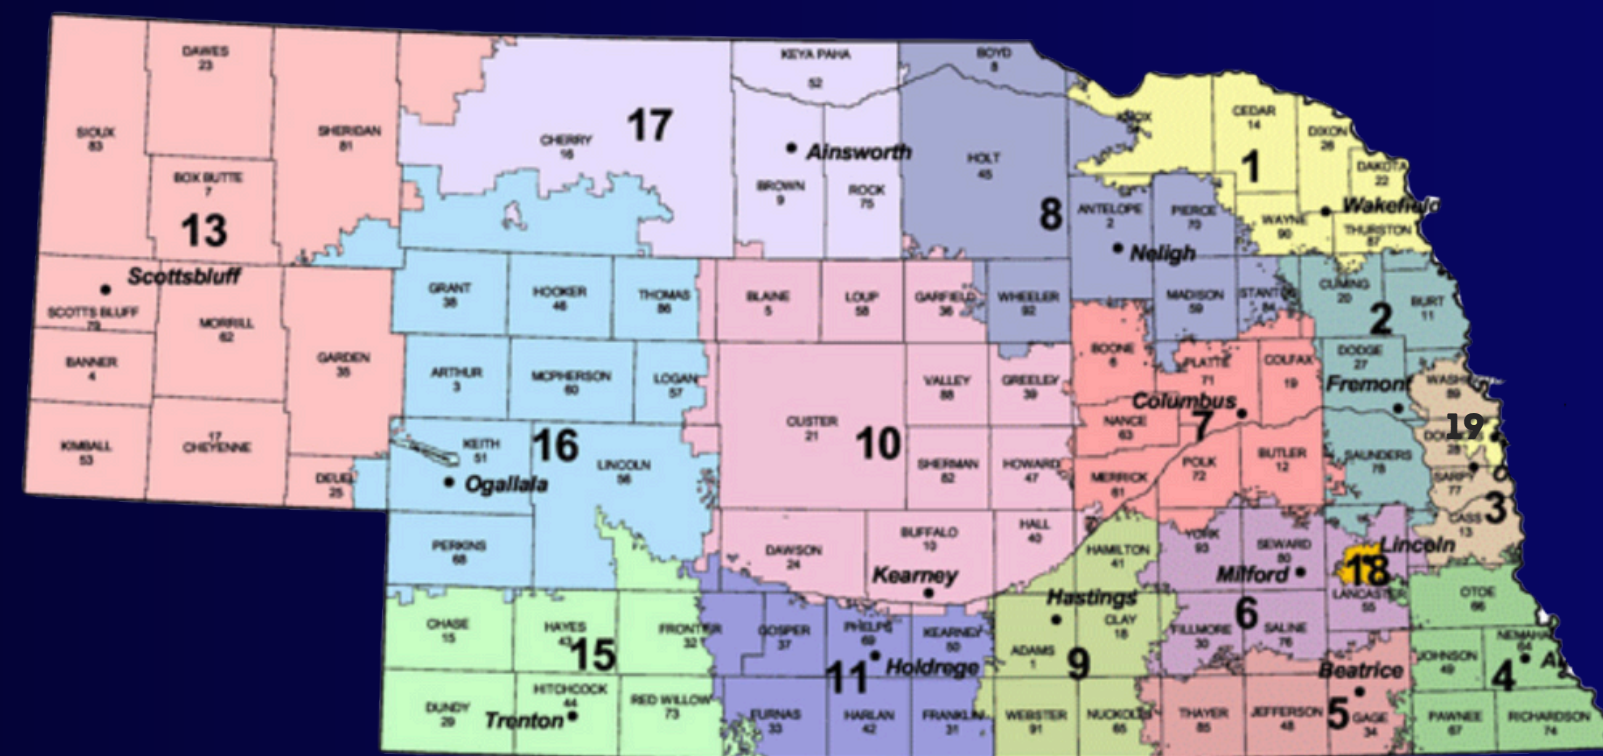 DAWES
23
SIOUX
83
SHERIDAN
81
BOX BUTTE
7
13
Scottsbluff
SCOTTS BLUFF
79
MORRILL
62
BANNER
4
GARDEN
35
KIMBALL
53
17
CHEYENNE
DEUEL
25
17
CHERRY
16
KEYA PAHA
52
Ainsworth
BROWN
9
ROCK
75
BOYD
8
HOLT
45
8
KNOX
CEDAR
14
DIXON
26
1
DAKOTA
22
Wakefield
WAYNE
90
THURSTON
87
ANTELOPE
2
PIERCE
70
Neligh
MADISON
59
STANTON
84
WHEELER
92
CUMING
20
BURT
11
2
DODGE
27
Fremont
GRANT
38
HOOKER
46
THOMAS
86
ARTHUR
3
MCPHERSON
60
LOGAN
57
KEITH
51
16
LINCOLN
56
Ogallala
PERKINS
68
BLAINE
5
LOUP
58
GARFIELD
36
CUSTER
21
10
VALLEY
88
GREELEY
39
SHERMAN
82
HOWARD
47
DAWSON
24
BUFFALO
10
HALL
40
Kearney
BOONE
6
PLATTE
71
COLFAX
19
Columbus
7
NANCE
63
MERRICK
61
POLK
72
BUTLER
12
SAUNDERS
78
WASH
89
19
DOU
28
SARPY
77
3
CASS
13
HAMILTON
41
YORK
93
SEWARD
80
Milford
Lincoln
18
LANCASTER
55
OTOE
66
Hastings
CLAY
18
ADAMS
1
9
FILLMORE
30
6
SALINE
76
WEBSTER
91
NUCKOLLS
65
THAYER
85
JEFFERSON
48
Beatrice
5
GAGE
34
JOHNSON
49
NEMAHA
64
4
Au
PAWNEE
67
RICHARDSON
74
CHASE
15
HAYES
43
15
FRONTIER
32
DUNDY
29
HITCHCOCK
44
Trenton
RED WILLOW
73
GOSPER
37
PHELPS
69
KEARNEY
50
11
Holdrege
FURNAS
33
HARLAN
42
FRANKLIN
31